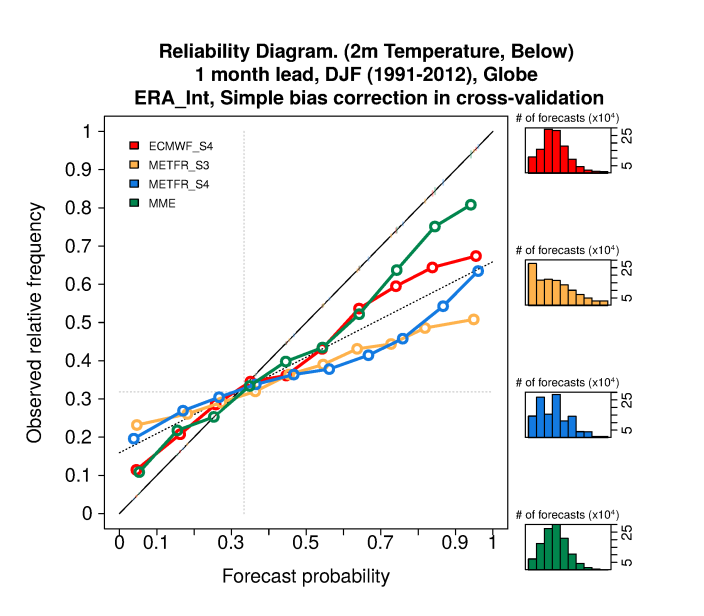 Reliability Diagram. (2m Temperature, Below)
1 month lead, DJF (1991-2012), Globe
ERA_Int, Simple bias correction in cross-validation
# of forecasts (x10⁴)
ECMWF_S4
METFR_S3
METFR_S4
MME
1
0.9
0.8
0.7
0.6
0.5
0.4
0.3
0.2
0.1
0
Observed relative frequency
0 0.1 0.3 0.5 0.7 0.9 1
Forecast probability
5 25
# of forecasts (x10⁴)
5 25
# of forecasts (x10⁴)
5 25
# of forecasts (x10⁴)
5 25